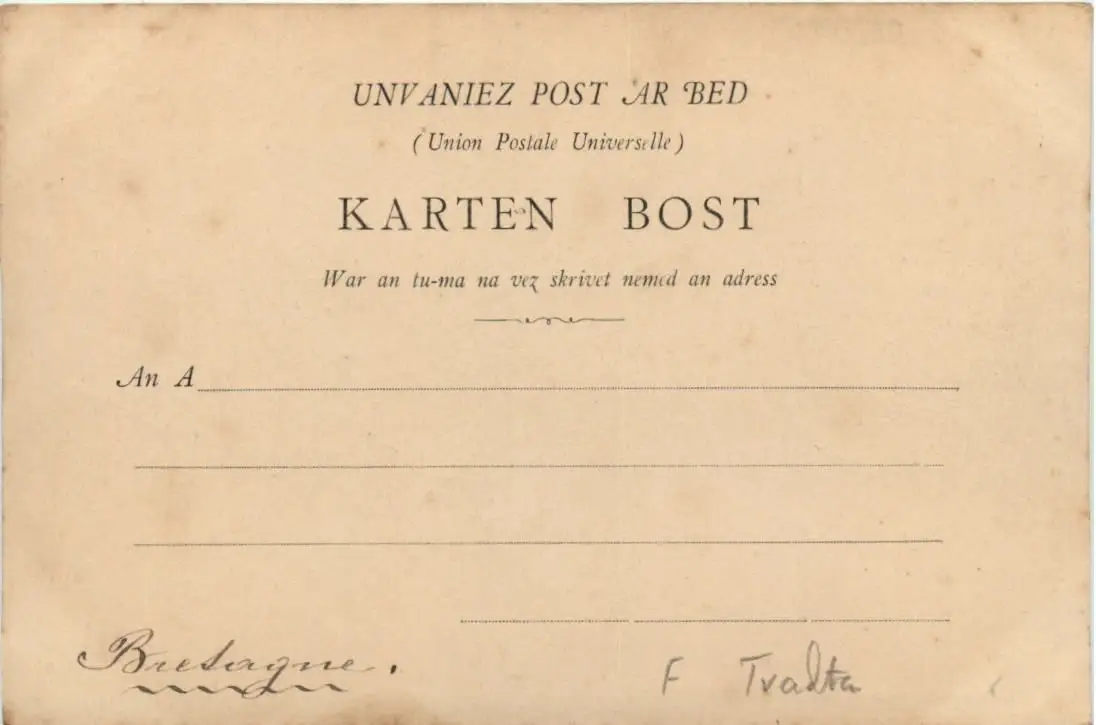 UNVANIEZ POST AR BED
(Union Postale Universelle)
KARTEN BOST
War an tu-ma na vez skrivet nemed an adress
An A
Bretagne.
F